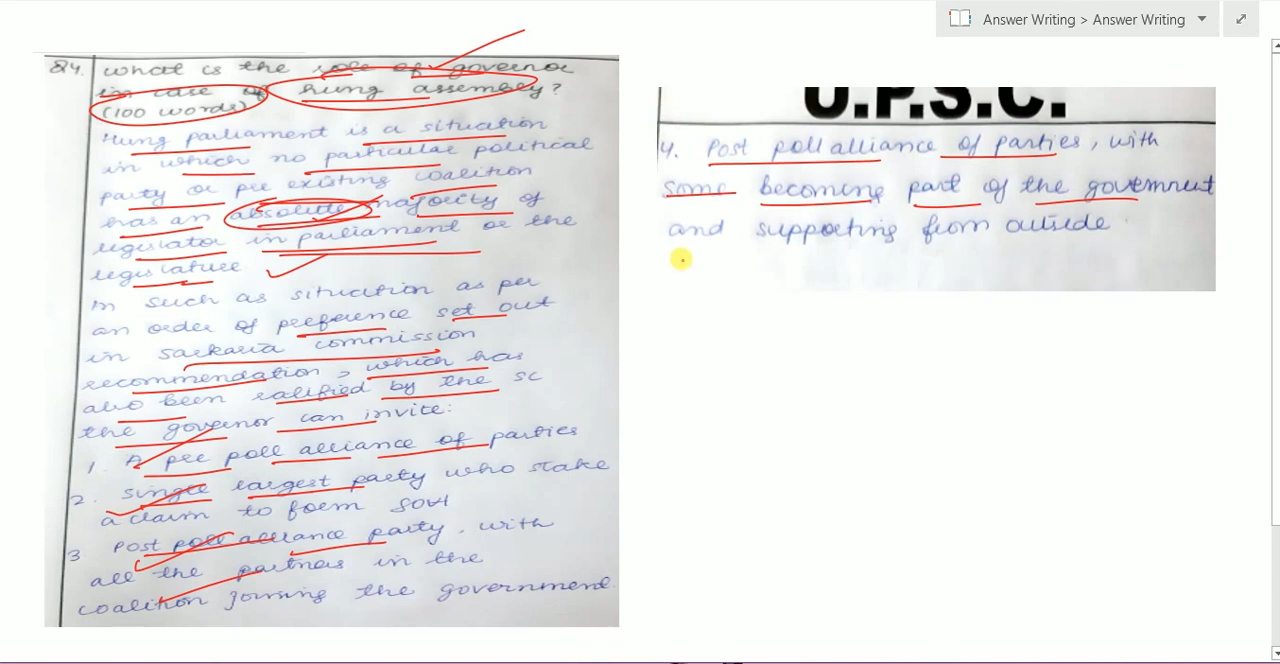 Answer Writing > Answer Writing
Q4. What is the role of governor
in case of hung assembly?
(100 words)
Hung parliament is a situation
in which no particular political
party or pre existing coalition
has an absolute majority of
legislator in parliament or the
legislature
In such as situation as per
an order of preference set out
in Sarkaria commission
recommendation, which has
also been ratified by the SC
the governor can invite:
1. A pre poll alliance of parties
2. Single largest party who stake
a claim to form govt
3. Post poll alliance party, with
all the partners in the
coalition joining the government
U.P.S.C.
4. Post poll alliance of parties, with
some becoming part of the government
and supporting from outside.